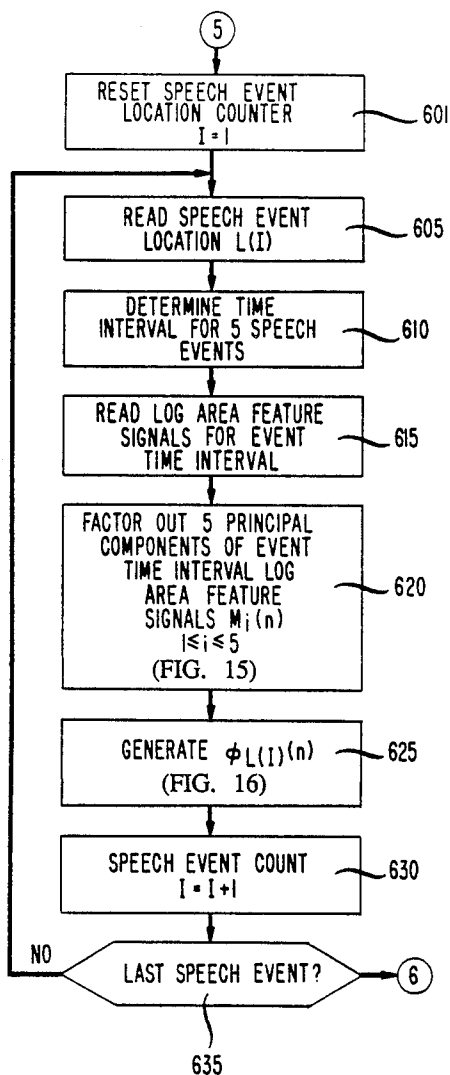 5
RESET SPEECH EVENT
LOCATION COUNTER
I = 1
601
READ SPEECH EVENT
LOCATION L(I)
605
DETERMINE TIME
INTERVAL FOR 5 SPEECH
EVENTS
610
READ LOG AREA FEATURE
SIGNALS FOR EVENT
TIME INTERVAL
615
FACTOR OUT 5 PRINCIPAL
COMPONENTS OF EVENT
TIME INTERVAL LOG
AREA FEATURE
SIGNALS Mi(n)
1≤i≤5
(FIG. 15)
620
GENERATE ϕL(I)(n)
(FIG. 16)
625
SPEECH EVENT COUNT
I = I+1
630
NO
LAST SPEECH EVENT?
6
635